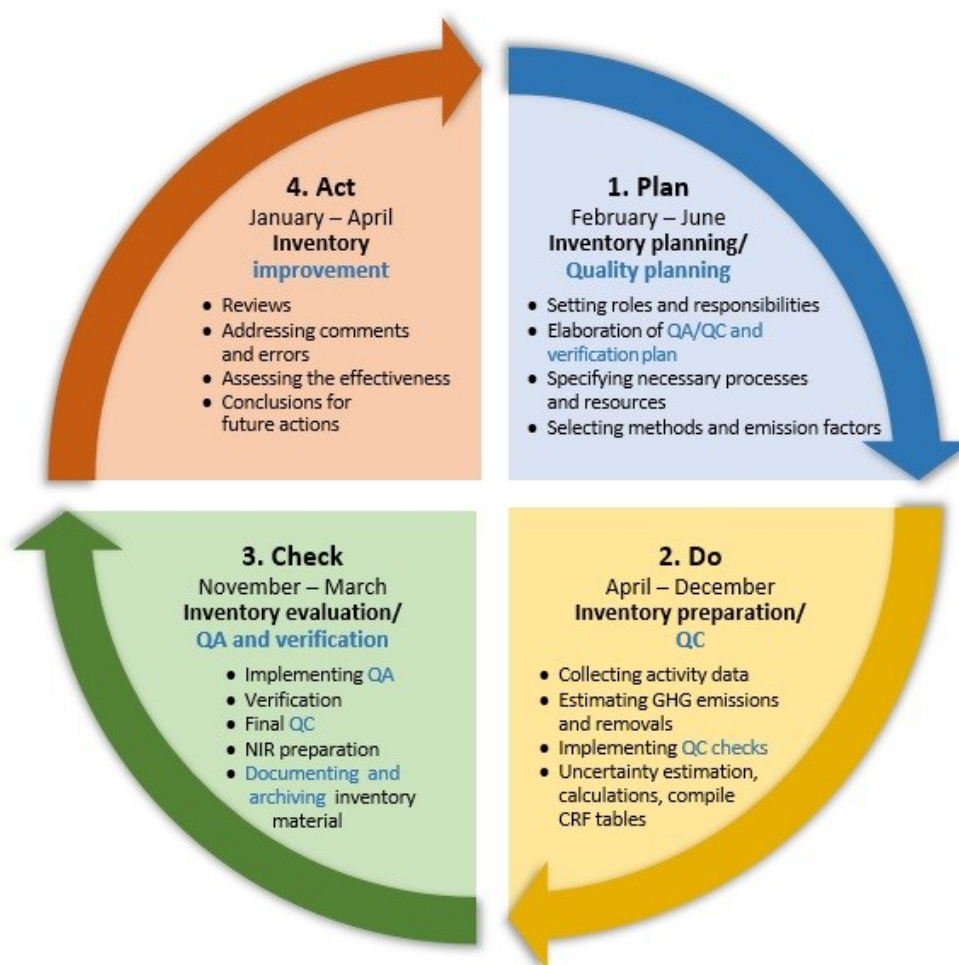 1. Plan
February – June
Inventory planning/
Quality planning
• Setting roles and responsibilities
• Elaboration of QA/QC and
verification plan
• Specifying necessary processes
and resources
• Selecting methods and emission factors
2. Do
April – December
Inventory preparation/
QC
• Collecting activity data
• Estimating GHG emissions
and removals
• Implementing QC checks
• Uncertainty estimation,
calculations, compile
CRF tables
3. Check
November – March
Inventory evaluation/
QA and verification
• Implementing QA
• Verification
• Final QC
• NIR preparation
• Documenting and
archiving inventory
material
4. Act
January – April
Inventory
improvement
• Reviews
• Addressing comments
and errors
• Assessing the effectiveness
• Conclusions for
future actions